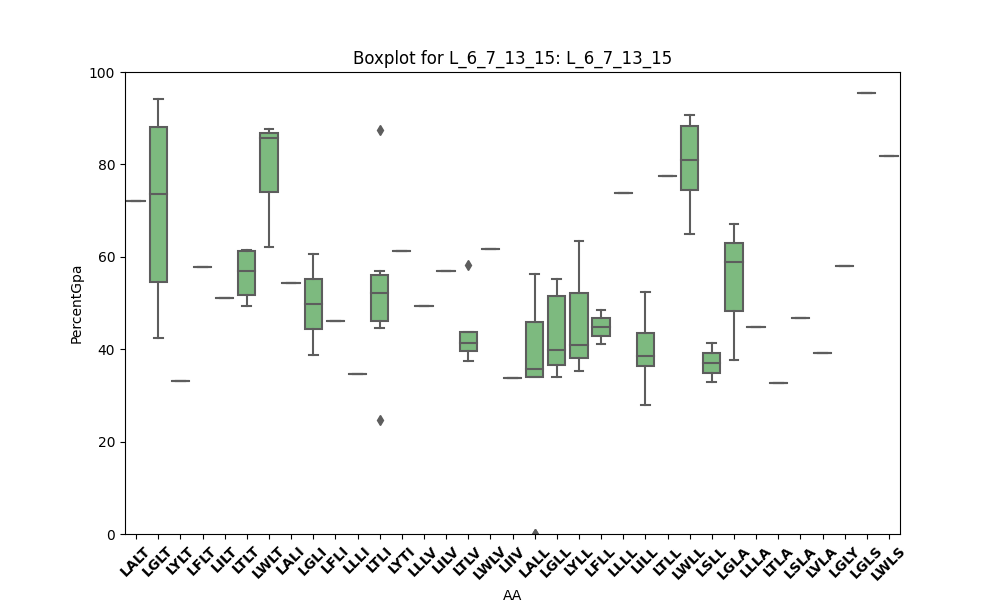 Boxplot for L_6_7_13_15: L_6_7_13_15
100
80
60
40
20
0
PercentGpa
LALT LGLT LYLT LFLT LILT LTLT LWLT LALI LGLI LFLI LLLI LTLI LYTI LLLV LILV LTLV LWLV LIIV LALL LGLL LYLL LFLL LLLL LILL LTLL LWLL LSLL LGLA LLLA LTLA LSLA LVLA LGLY LGLS LWLS
AA